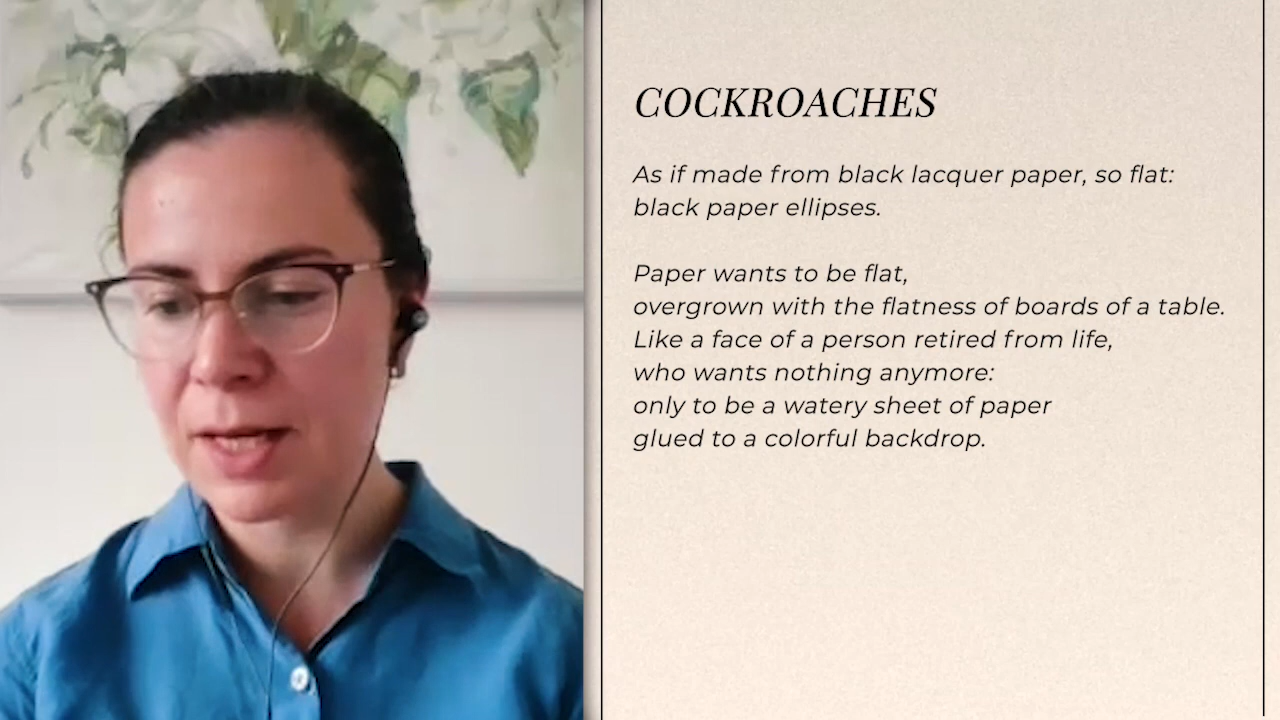 COCKROACHES
As if made from black lacquer paper, so flat:
black paper ellipses.
Paper wants to be flat,
overgrown with the flatness of boards of a table.
Like a face of a person retired from life,
who wants nothing anymore:
only to be a watery sheet of paper
glued to a colorful backdrop.